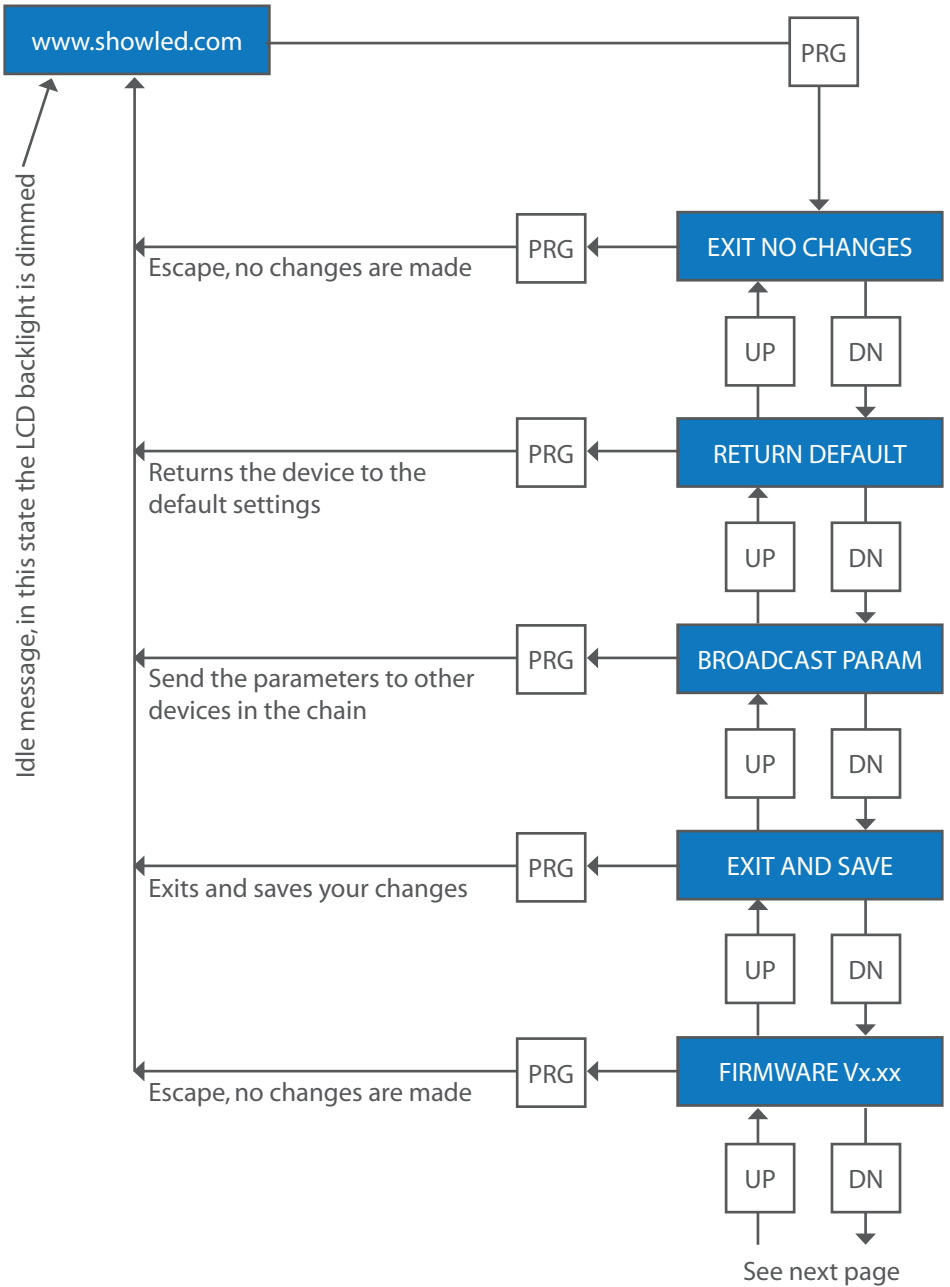 www.showled.com
PRG
Idle message, in this state the LCD backlight is dimmed
PRG
EXIT NO CHANGES
Escape, no changes are made
UP
DN
PRG
RETURN DEFAULT
Returns the device to the
default settings
UP
DN
PRG
BROADCAST PARAM
Send the parameters to other
devices in the chain
UP
DN
PRG
EXIT AND SAVE
Exits and saves your changes
UP
DN
PRG
FIRMWARE Vx.xx
Escape, no changes are made
UP
DN
See next page